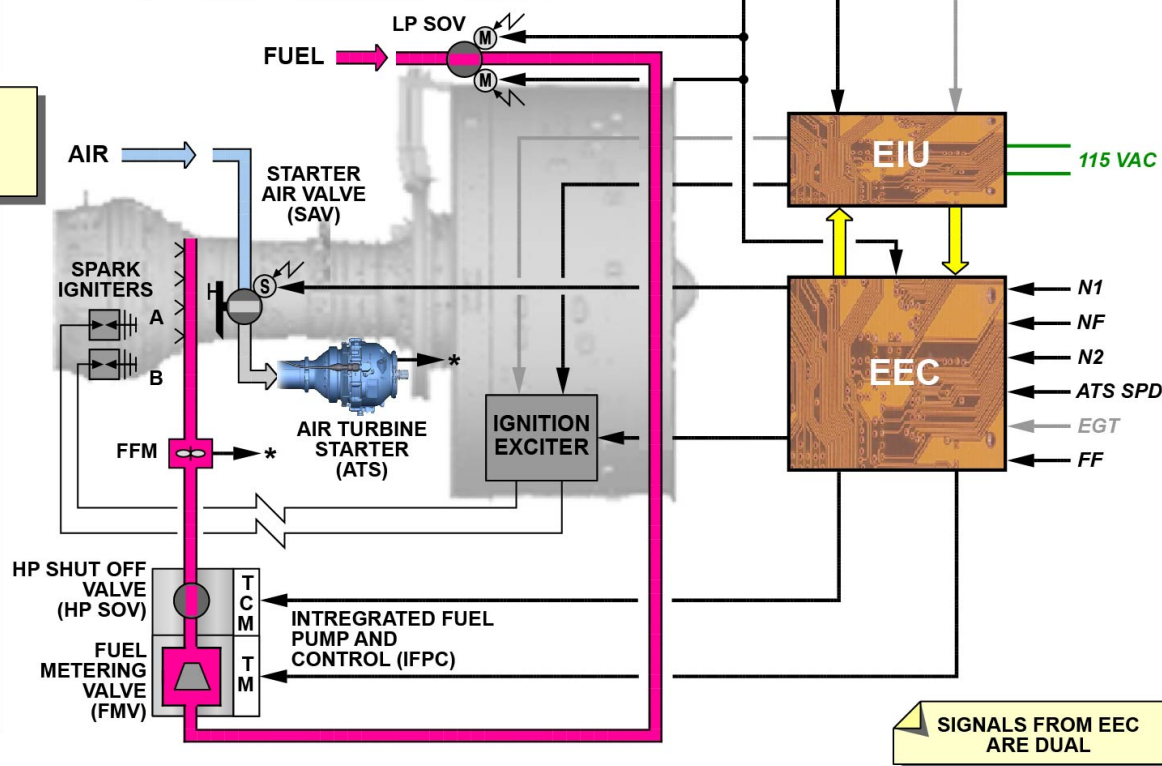 LP SOV
M
FUEL
M
EIU
115 VAC
AIR
STARTER
AIR VALVE
(SAV)
SPARK
IGNITERS
S
A
B
N1
NF
N2
ATS SPD
EGT
FF
EEC
*
AIR TURBINE
STARTER
(ATS)
IGNITION
EXCITER
FFM
*
HP SHUT OFF
VALVE
(HP SOV)
T
C
M
INTREGRATED FUEL
PUMP AND
CONTROL (IFPC)
FUEL
METERING
VALVE
(FMV)
T
M
SIGNALS FROM EEC
ARE DUAL